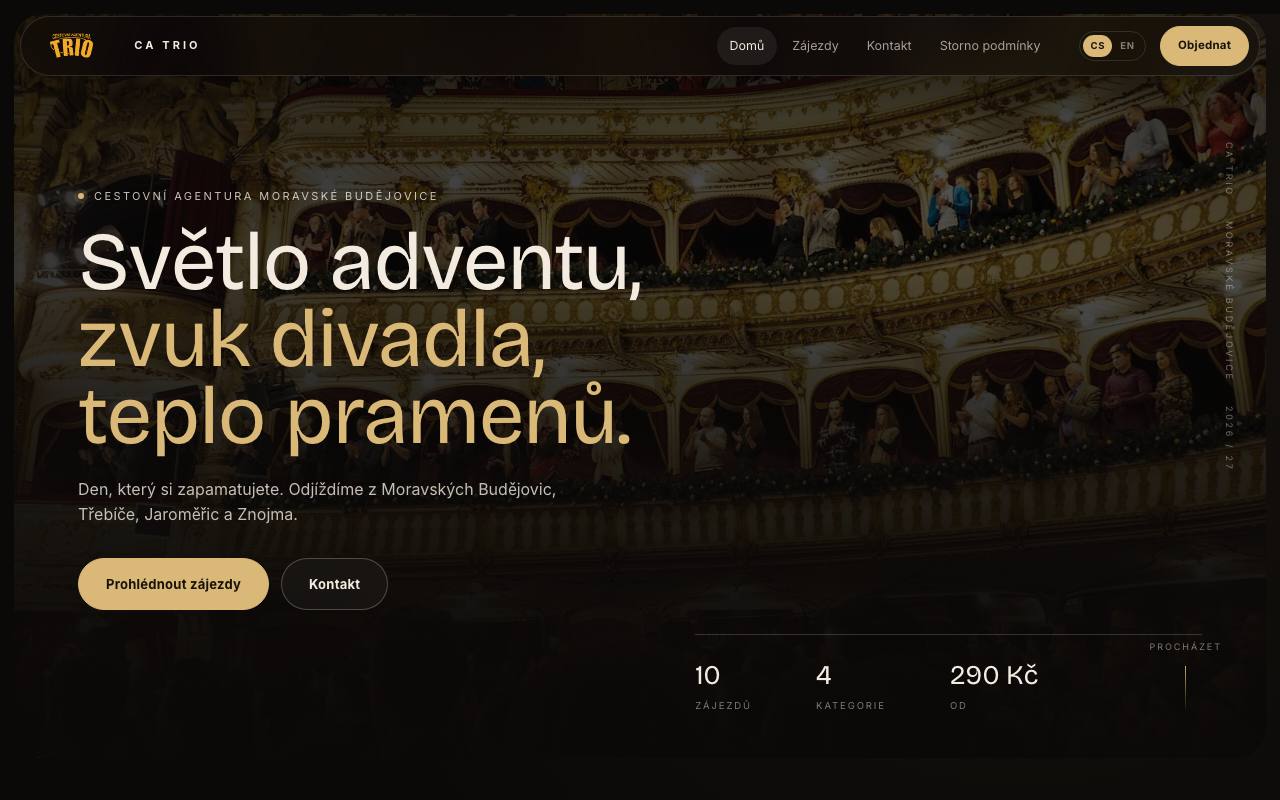 TRIO
CA TRIO
Domů
Zájezdy
Kontakt
Storno podmínky
CS
EN
Objednat
CESTOVNÍ AGENTURA MORAVSKÉ BUDĚJOVICE
Světlo adventu,
zvuk divadla,
teplo pramenů.
Den, který si zapamatujete. Odjíždíme z Moravských Budějovic,
Třebíče, Jaroměřic a Znojma.
Prohlédnout zájezdy
Kontakt
CA TRIO MORAVSKÉ BUDĚJOVICE 2026 / 27
PROCHÁZET
10
4
290 Kč
ZÁJEZDŮ
KATEGORIE
OD